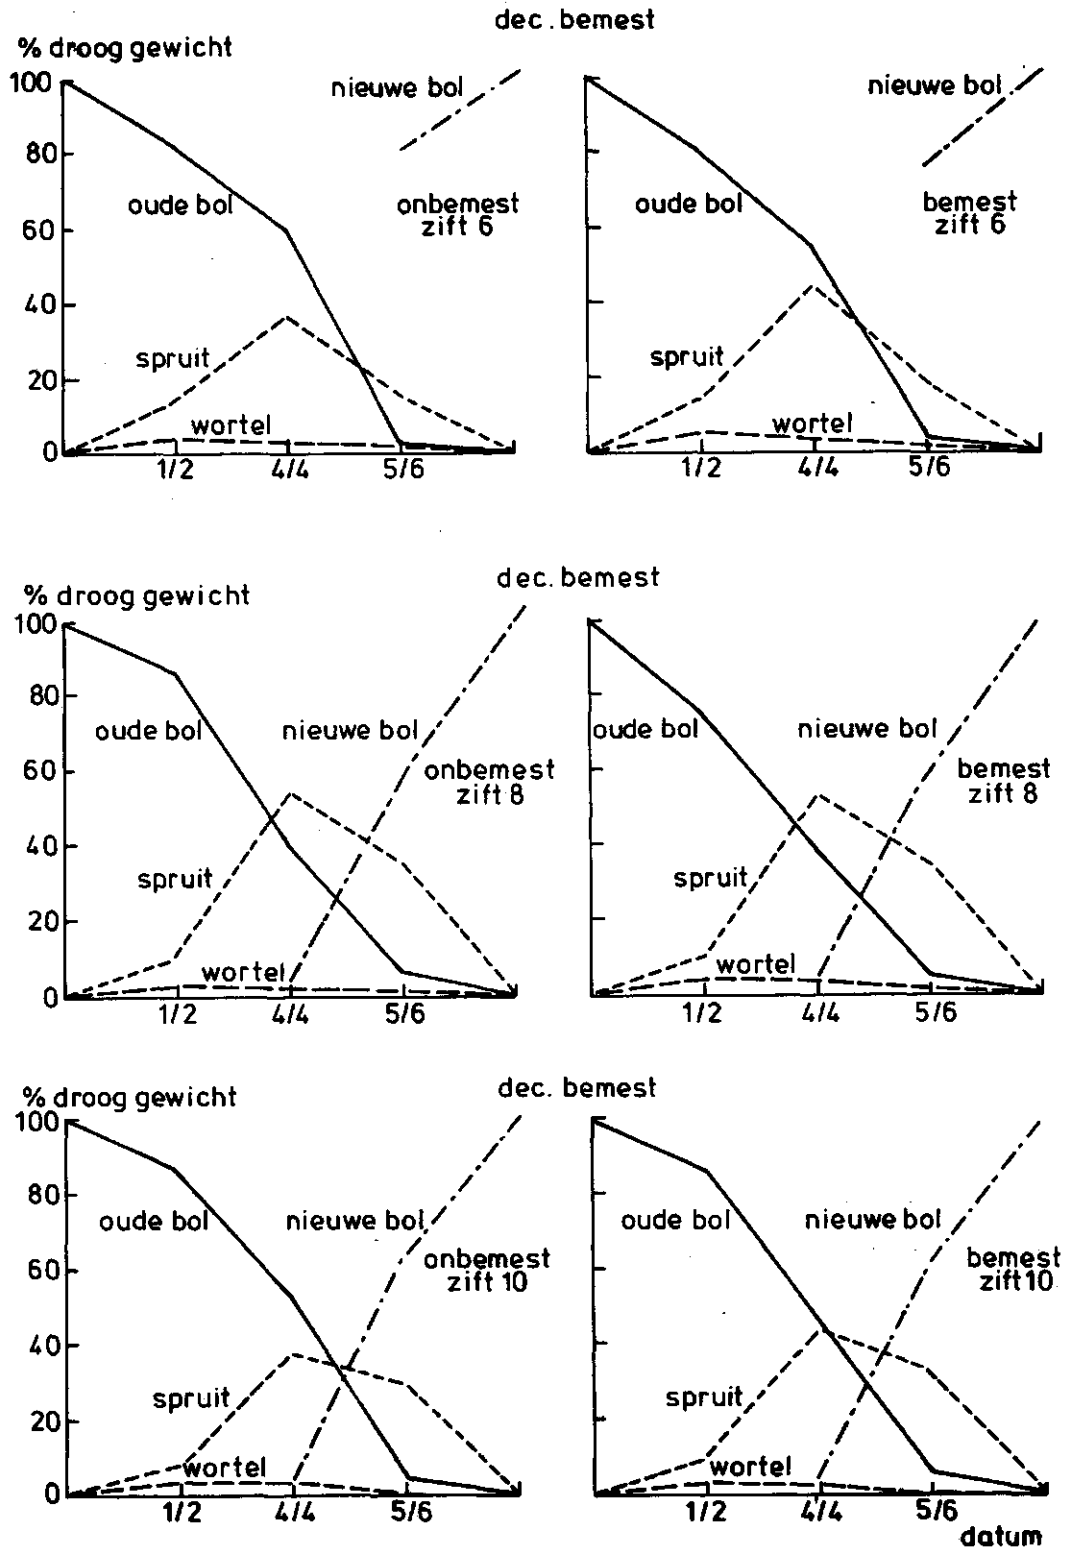 dec. bemest
% droog gewicht
100
80
60
40
20
0
nieuwe bol
oude bol
onbemest
zift 6
spruit
wortel
1/2 4/4 5/6
nieuwe bol
oude bol
bemest
zift 6
spruit
wortel
1/2 4/4 5/6
dec. bemest
% droog gewicht
100
80
60
40
20
0
oude bol
nieuwe bol
onbemest
zift 8
spruit
wortel
1/2 4/4 5/6
oude bol
nieuwe bol
bemest
zift 8
spruit
wortel
1/2 4/4 5/6
dec. bemest
% droog gewicht
100
80
60
40
20
0
oude bol
nieuwe bol
onbemest
zift 10
spruit
wortel
1/2 4/4 5/6
oude bol
nieuwe bol
bemest
zift 10
spruit
wortel
1/2 4/4 5/6
datum